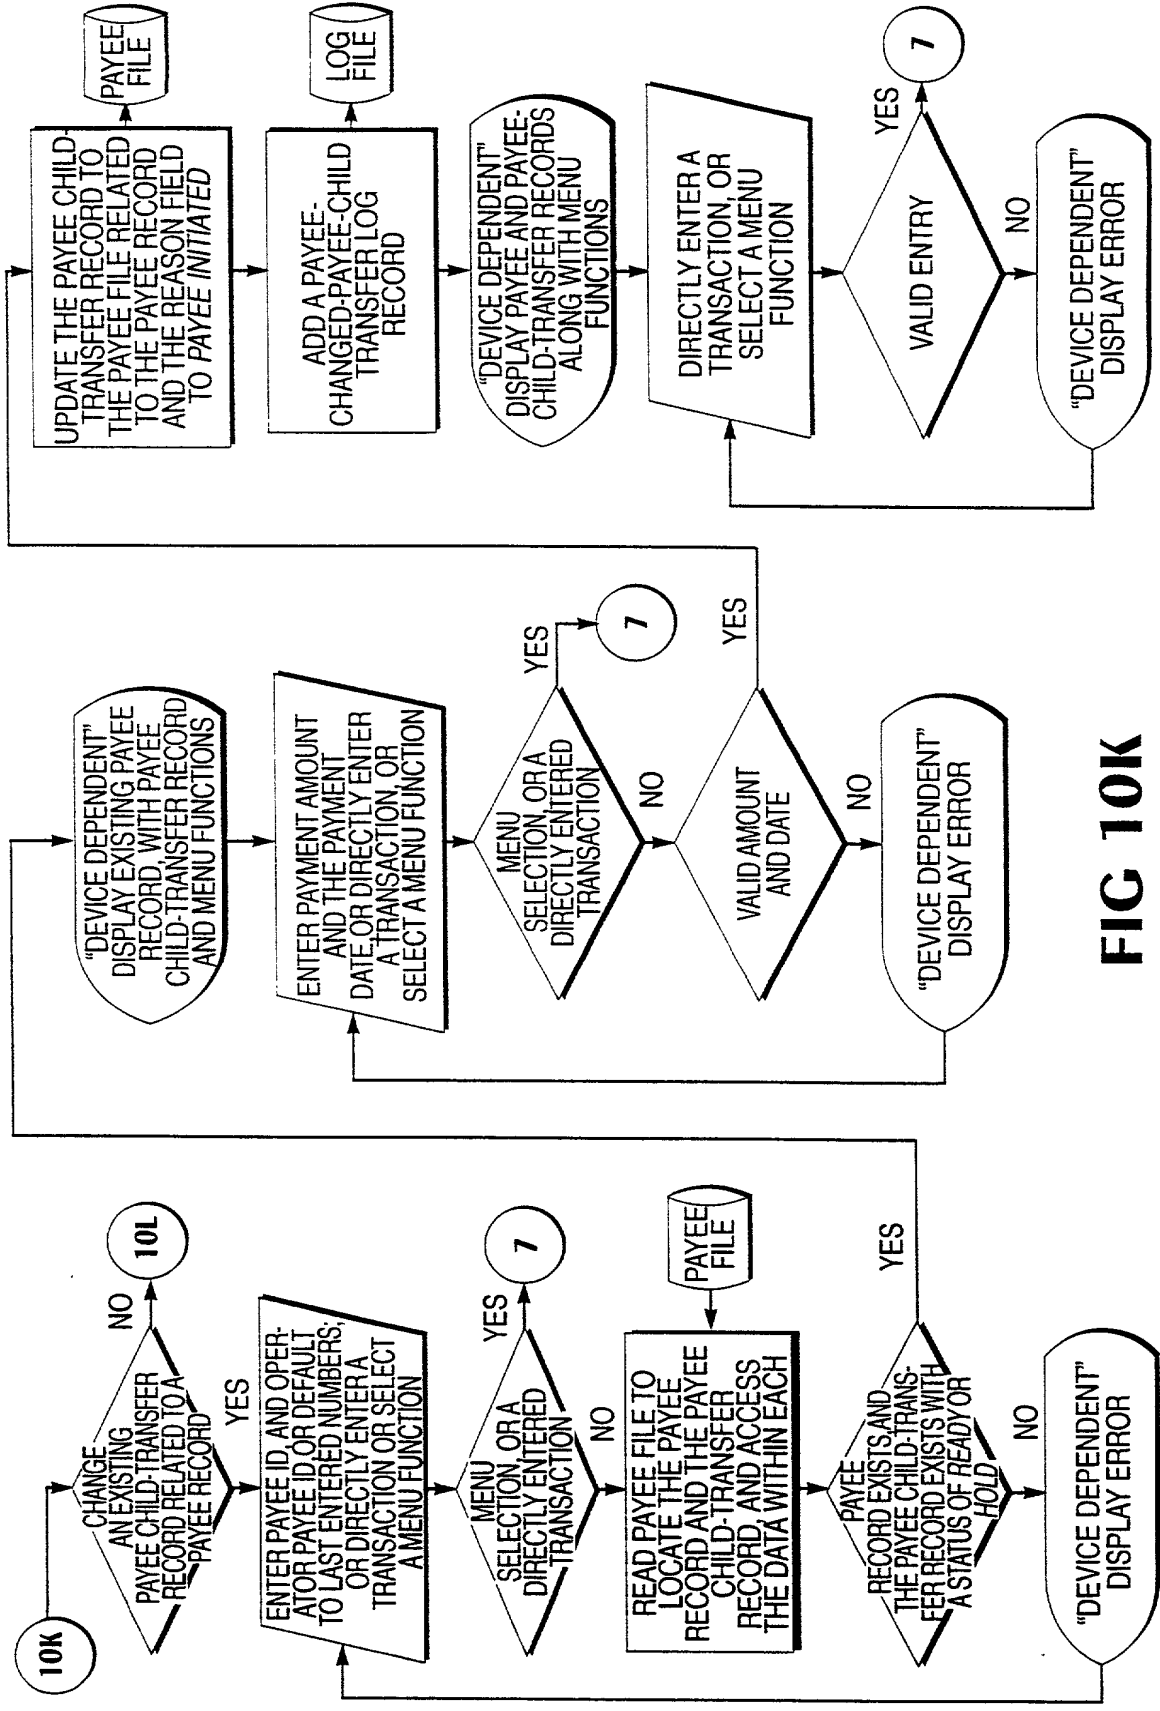 10K
CHANGE
AN EXISTING
PAYEE CHILD-TRANSFER
RECORD RELATED TO A
PAYEE RECORD
NO
10L
YES
ENTER PAYEE ID, AND OPER-
ATOR PAYEE ID, OR DEFAULT
TO LAST ENTERED NUMBERS;
OR DIRECTLY ENTER A
TRANSACTION OR SELECT
A MENU FUNCTION
MENU
SELECTION, OR A
DIRECTLY ENTERED
TRANSACTION
YES
7
NO
READ PAYEE FILE TO
LOCATE THE PAYEE
RECORD AND THE PAYEE
CHILD-TRANSFER
RECORD, AND ACCESS
THE DATA WITHIN EACH
PAYEE
FILE
PAYEE
RECORD EXISTS, AND
THE PAYEE CHILD-TRANS-
FER RECORD EXISTS WITH
A STATUS OF READY OR
HOLD
YES
NO
"DEVICE DEPENDENT"
DISPLAY ERROR
"DEVICE DEPENDENT"
DISPLAY EXISTING PAYEE
RECORD, WITH PAYEE
CHILD-TRANSFER RECORD
AND MENU FUNCTIONS
ENTER PAYMENT AMOUNT
AND THE PAYMENT
DATE, OR DIRECTLY ENTER
A TRANSACTION, OR
SELECT A MENU FUNCTION
MENU
SELECTION, OR A
DIRECTLY ENTERED
TRANSACTION
YES
7
NO
VALID AMOUNT
AND DATE
YES
NO
"DEVICE DEPENDENT"
DISPLAY ERROR
UPDATE THE PAYEE CHILD-
TRANSFER RECORD TO
THE PAYEE FILE RELATED
TO THE PAYEE RECORD
AND THE REASON FIELD
TO PAYEE INITIATED
PAYEE
FILE
ADD A PAYEE-
CHANGED-PAYEE-CHILD
TRANSFER LOG
RECORD
LOG
FILE
"DEVICE DEPENDENT"
DISPLAY PAYEE AND PAYEE-
CHILD-TRANSFER RECORDS
ALONG WITH MENU
FUNCTIONS
DIRECTLY ENTER A
TRANSACTION, OR
SELECT A MENU
FUNCTION
VALID ENTRY
YES
7
NO
"DEVICE DEPENDENT"
DISPLAY ERROR
FIG 10K